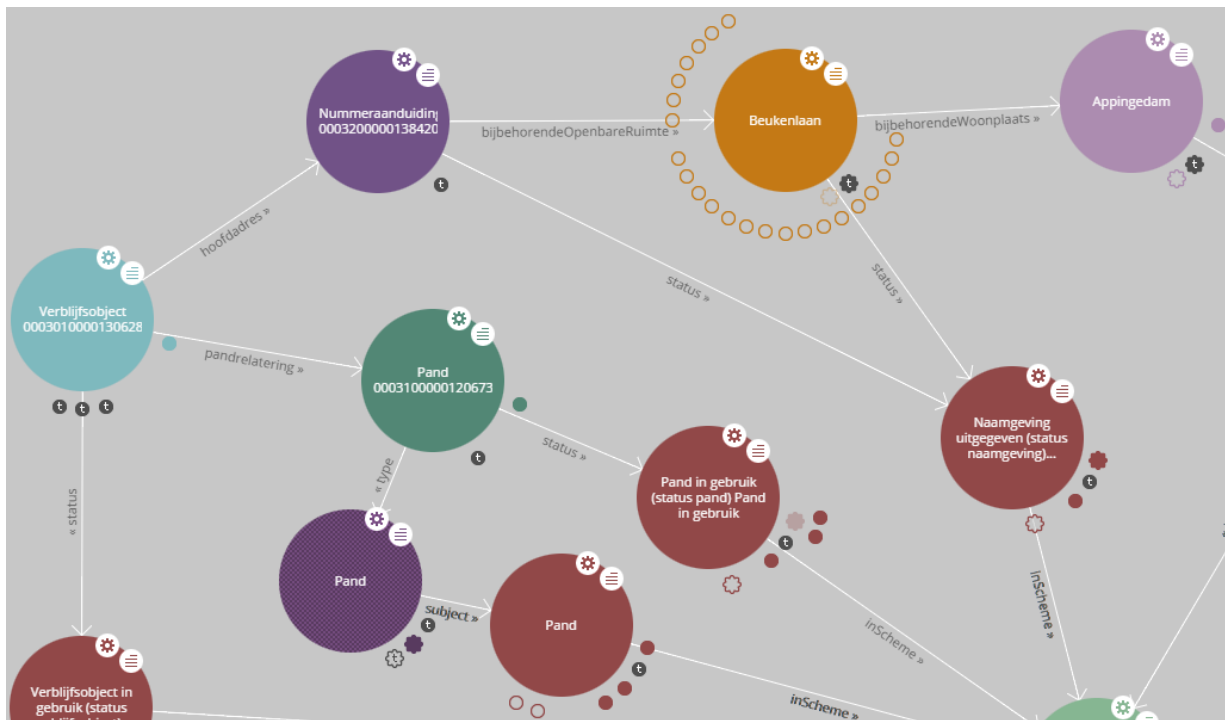 Nummeraanduiding
0003200000138420
bijbehorendeOpenbareRuimte »
Beukenlaan
bijbehorendeWoonplaats »
Appingedam
t
t
t
hoofdadres »
status »
status »
Verblijfsobject
0003010000130628
pandrelatering »
Pand
0003100000120673
t t t
status »
t
« type
« status
Naamgeving
uitgegeven (status
naamgeving)...
t
Pand in gebruik
(status pand) Pand
in gebruik
t
Pand
subject »
t
t
Pand
t
inScheme »
inScheme »
inScheme »
Verblijfsobject in
gebruik (status